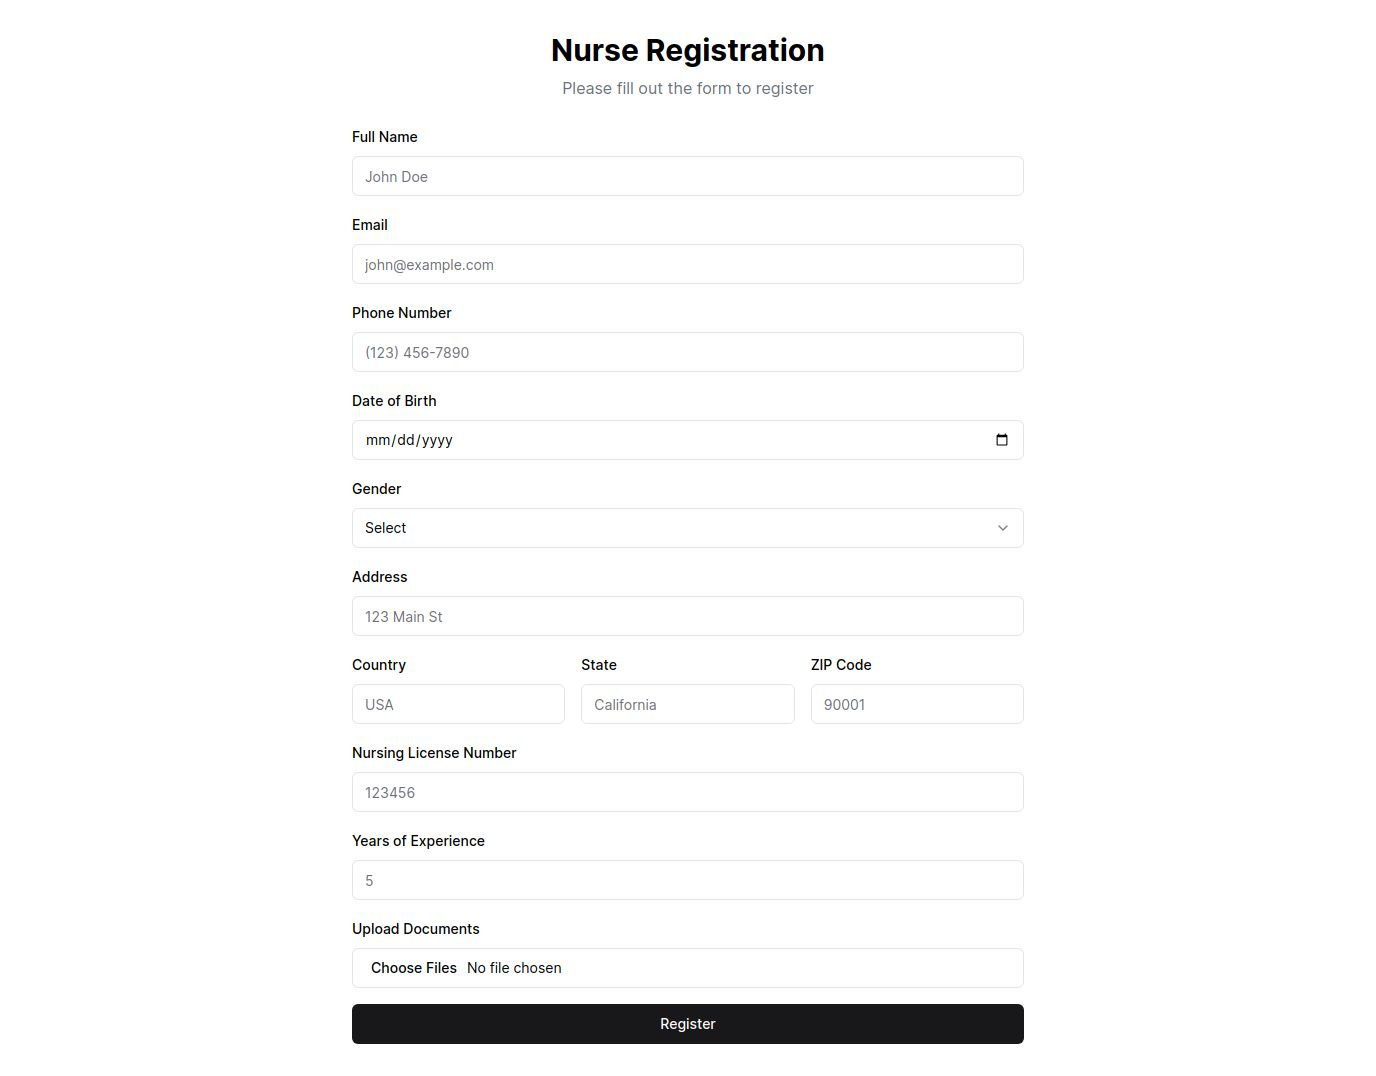 Nurse Registration
Please fill out the form to register
Full Name
John Doe
Email
john@example.com
Phone Number
(123) 456-7890
Date of Birth
mm/dd/yyyy
Gender
Select
Address
123 Main St
Country State ZIP Code
USA California 90001
Nursing License Number
123456
Years of Experience
5
Upload Documents
Choose Files No file chosen
Register